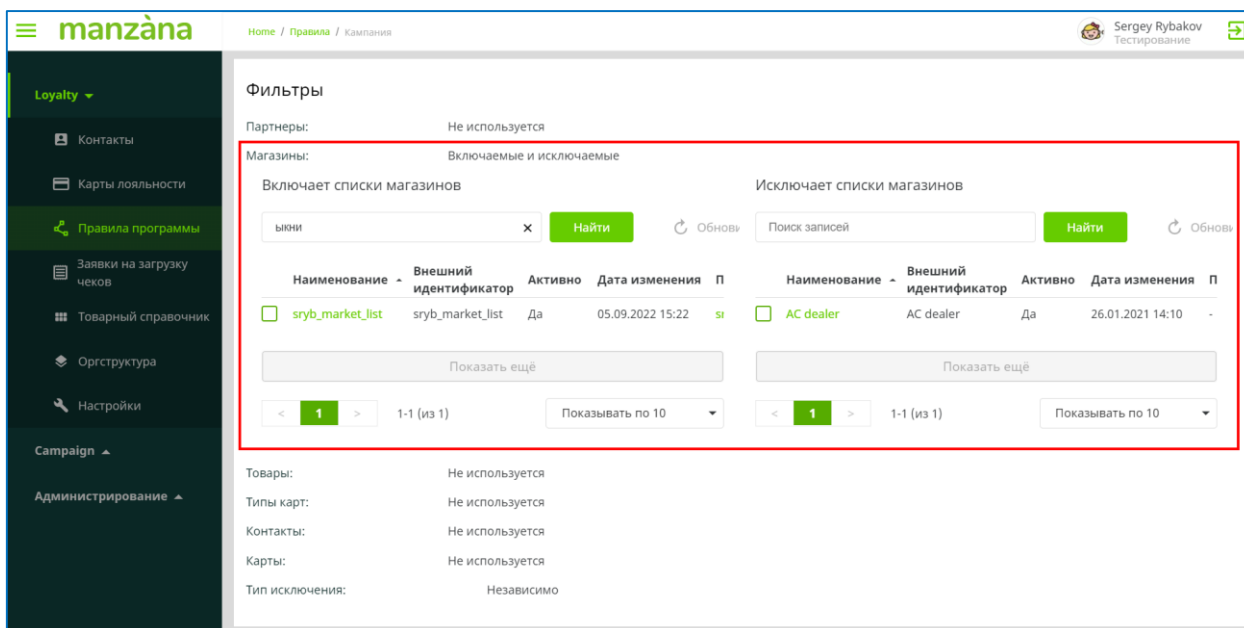 manzàna
Home / Правила / Кампания
Sergey Rybakov
Тестирование
Loyalty
Контакты
Карты лояльности
Правила программы
Заявки на загрузку
чеков
Товарный справочник
Оргструктура
Настройки
Campaign
Администрирование
Фильтры
Партнеры: Не используется
Магазины: Включаемые и исключаемые
Включает списки магазинов
ыкни × Найти Обновь
Наименование Внешний идентификатор Активно Дата изменения П
sryb_market_list sryb_market_list Да 05.09.2022 15:22
Показать ещё
< 1 > 1-1 (из 1) Показывать по 10
Исключает списки магазинов
Поиск записей Найти Обновь
Наименование Внешний идентификатор Активно Дата изменения П
AC dealer AC dealer Да 26.01.2021 14:10 -
Показать ещё
< 1 > 1-1 (из 1) Показывать по 10
Товары: Не используется
Типы карт: Не используется
Контакты: Не используется
Карты: Не используется
Тип исключения: Независимо